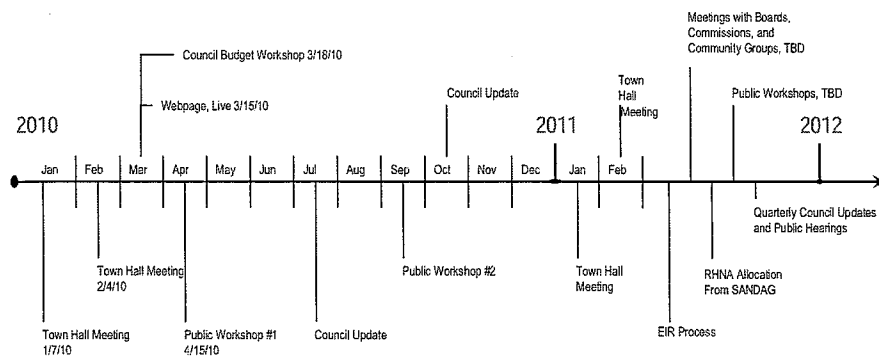 Meetings with Boards,
Commissions, and
Community Groups, TBD
Council Budget Workshop 3/18/10
Town
Hall
Meeting
Council Update
Public Workshops, TBD
Webpage, Live 3/15/10
2010
2011
2012
Jan
Feb
Mar
Apr
May
Jun
Jul
Aug
Sep
Oct
Nov
Dec
Jan
Feb
Quarterly Council Updates
and Public Hearings
Town Hall Meeting
2/4/10
Public Workshop #2
Town Hall
Meeting
RHNA Allocation
From SANDAG
Town Hall Meeting
1/7/10
Public Workshop #1
4/15/10
Council Update
EIR Process